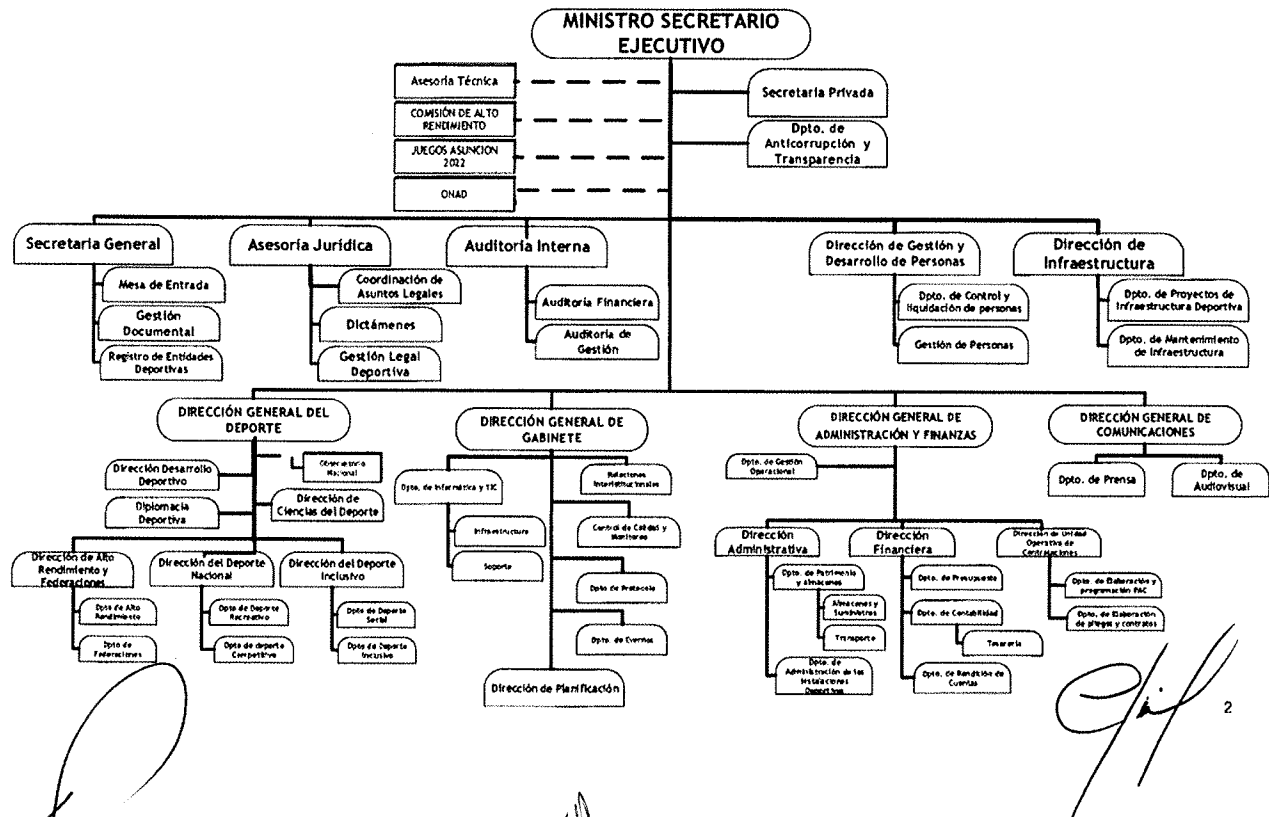 MINISTRO SECRETARIO
EJECUTIVO
Asesoría Técnica
COMISIÓN DE ALTO
RENDIMIENTO
JUEGOS ASUNCION
2022
ONAD
Secretaria Privada
Dpto. de
Anticorrupción y
Transparencia
Secretaria General
Mesa de Entrada
Gestión
Documental
Registro de Entidades
Deportivas
Asesoría Jurídica
Coordinación de
Asuntos Legales
Dictámenes
Gestión Legal
Deportiva
Auditoría Interna
Auditoría Financiera
Auditoría de
Gestión
Dirección de Gestión y
Desarrollo de Personas
Dpto. de Control y
liquidación de personas
Gestión de Personas
Dirección de
Infraestructura
Dpto. de Proyectos de
Infraestructura Deportiva
Dpto. de Mantenimiento
de Infraestructura
DIRECCIÓN GENERAL DEL
DEPORTE
Observatorio
Nacional
Dirección Desarrollo
Deportivo
Diplomacia
Deportiva
Dirección de
Ciencias del Deporte
Dirección de Alto
Rendimiento y
Federaciones
Dpto de Alto
Rendimiento
Dpto de
Federaciones
Dirección del Deporte
Nacional
Dpto de Deporte
Recreativo
Dpto de deporte
Competitivo
Dirección del Deporte
Inclusivo
Dpto de Deporte
Social
Dpto de Deporte
Inclusivo
DIRECCIÓN GENERAL DE
GABINETE
Dpto. de Informática y TIC
Infraestructura
Soporte
Relaciones
Interinstitucionales
Control de Calidad y
Monitoreo
Dpto de Protocolo
Dpto. de Eventos
Dirección de Planificación
DIRECCIÓN GENERAL DE
ADMINISTRACIÓN Y FINANZAS
Dpto. de Gestión
Operacional
Dirección
Administrativa
Dpto. de Patrimonio
y almacenes
Almacenes y
Suministros
Transporte
Dpto. de
Administración de las
Instalaciones
Deportivas
Dirección
Financiera
Dpto. de Presupuesto
Dpto. de Contabilidad
Tesorería
Dpto. de Rendición de
Cuentas
Dirección de Unidad
Operativa de
Contrataciones
Dpto. de Elaboración y
programación PAC
Dpto. de Elaboración
de pliegos y contratos
DIRECCIÓN GENERAL DE
COMUNICACIONES
Dpto. de Prensa
Dpto. de
Audiovisual
2